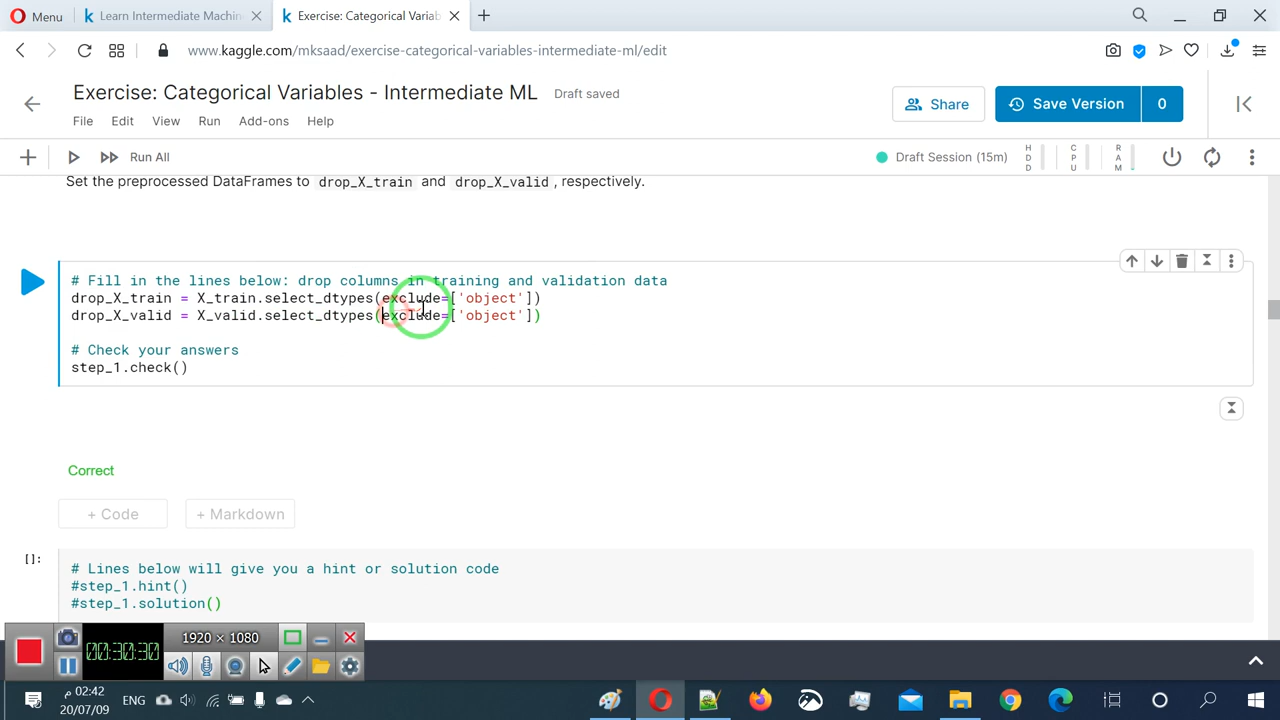 Menu
Learn Intermediate Machin
Exercise: Categorical Variab
www.kaggle.com/mksaad/exercise-categorical-variables-intermediate-ml/edit
Exercise: Categorical Variables - Intermediate ML
Draft saved
Share
Save Version
0
File
Edit
View
Run
Add-ons
Help
Run All
Draft Session (15m)
HDD
CPU
RAM
Set the preprocessed DataFrames to drop_X_train and drop_X_valid, respectively.
# Fill in the lines below: drop columns in training and validation data
drop_X_train = X_train.select_dtypes(exclude=['object'])
drop_X_valid = X_valid.select_dtypes(exclude=['object'])
# Check your answers
step_1.check()
Correct
+ Code
+ Markdown
[]:
# Lines below will give you a hint or solution code
#step_1.hint()
#step_1.solution()
1920 × 1080
00:30:30
ENG
02:42 م
20/07/09